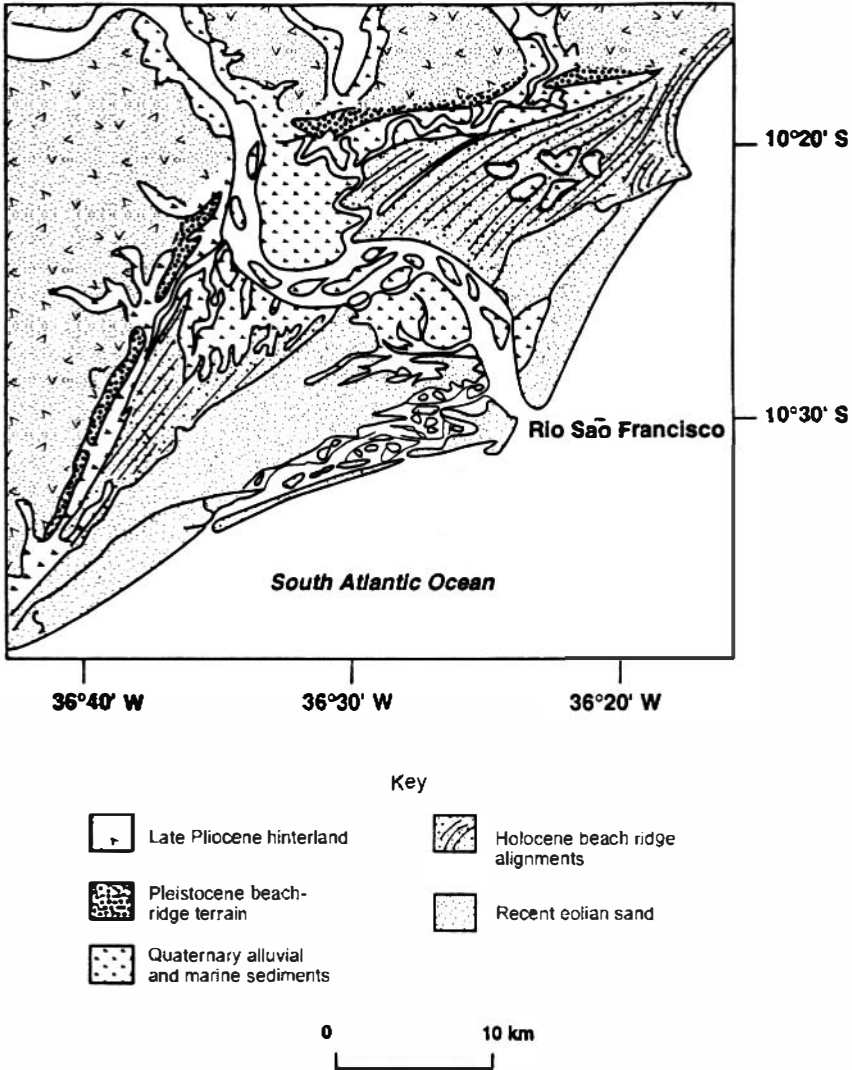 10°20' S
10°30' S
Rio São Francisco
South Atlantic Ocean
36°40' W
36°30' W
36°20' W
Key
Late Pliocene hinterland
Holocene beach ridge
alignments
Pleistocene beach-
ridge terrain
Recent eolian sand
Quaternary alluvial
and marine sediments
0
10 km